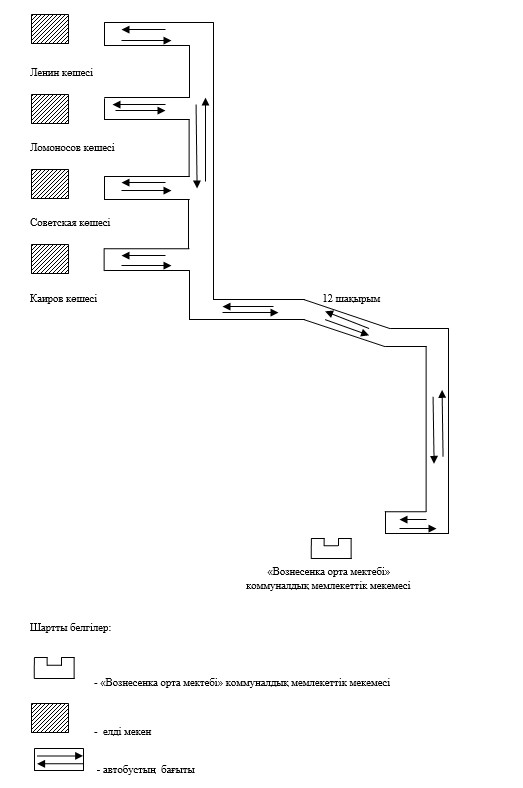 Ленин көшесі
Ломоносов көшесі
Советская көшесі
Каиров көшесі
12 шақырым
«Вознесенка орта мектебі»
коммуналдық мемлекеттік мекемесі
Шартты белгілер:
- «Вознесенка орта мектебі» коммуналдық мемлекеттік мекемесі
- елді мекен
- автобустың бағыты